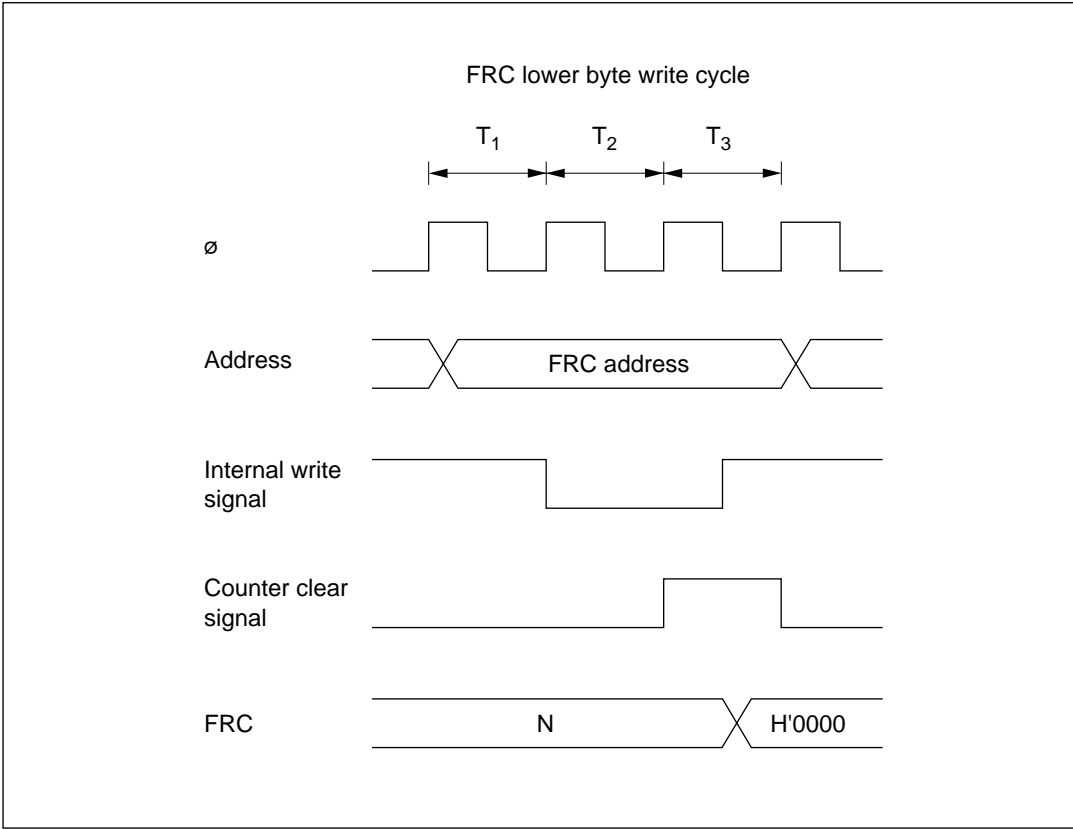 FRC lower byte write cycle
T1 T2 T3
ø
Address
FRC address
Internal write
signal
Counter clear
signal
FRC
N
H'0000